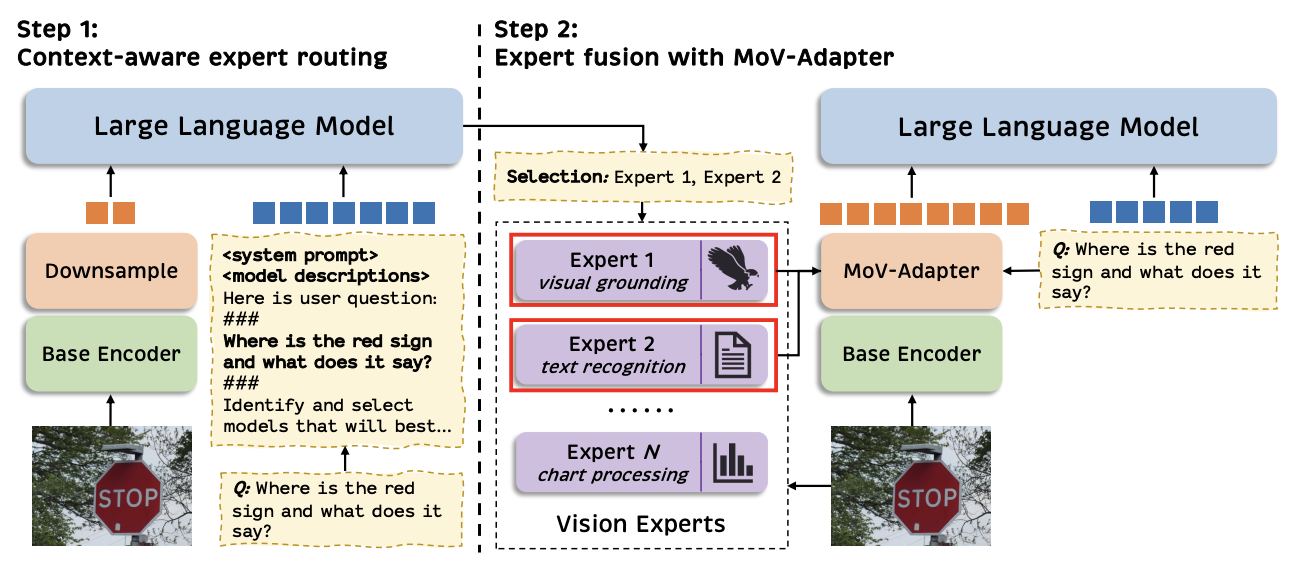 Step 1:
Context-aware expert routing
Large Language Model
Downsample
Base Encoder
<system prompt>
<model descriptions>
Here is user question:
###
Where is the red sign
and what does it say?
###
Identify and select
models that will best...
STOP
Q: Where is the red
sign and what does it
say?
Step 2:
Expert fusion with MoV-Adapter
Selection: Expert 1, Expert 2
Expert 1
visual grounding
Expert 2
text recognition
......
Expert N
chart processing
Vision Experts
Large Language Model
MoV-Adapter
Base Encoder
Q: Where is the red
sign and what does it
say?
STOP